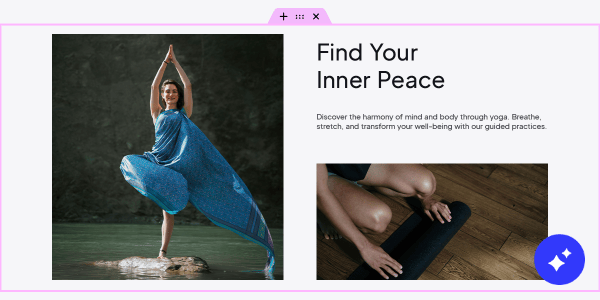 Find Your
Inner Peace
Discover the harmony of mind and body through yoga. Breathe,
stretch, and transform your well-being with our guided practices.